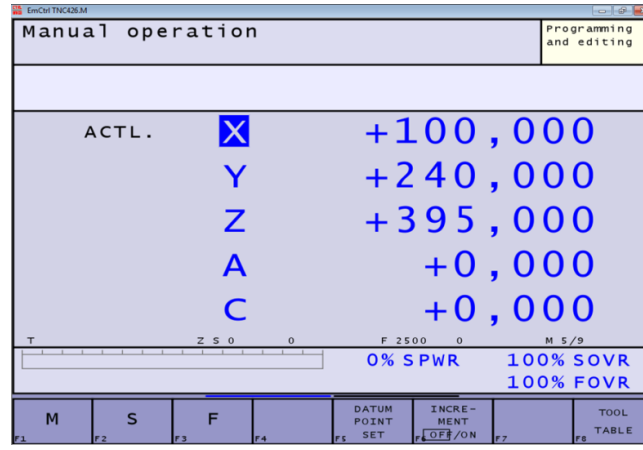 EmCtrl TNC426.M
Manual operation
Programming
and editing
ACTL. X +100,000
Y +240,000
Z +395,000
A +0,000
C +0,000
T Z S 0 0 F 2500 0 M 5/9
0% SPWR 100% SOVR
100% FOVR
M
F1
S
F2
F
F3
F4
DATUM
POINT
SET
F5
INCRE-
MENT
OFF/ON
F6
F7
TOOL
TABLE
F8